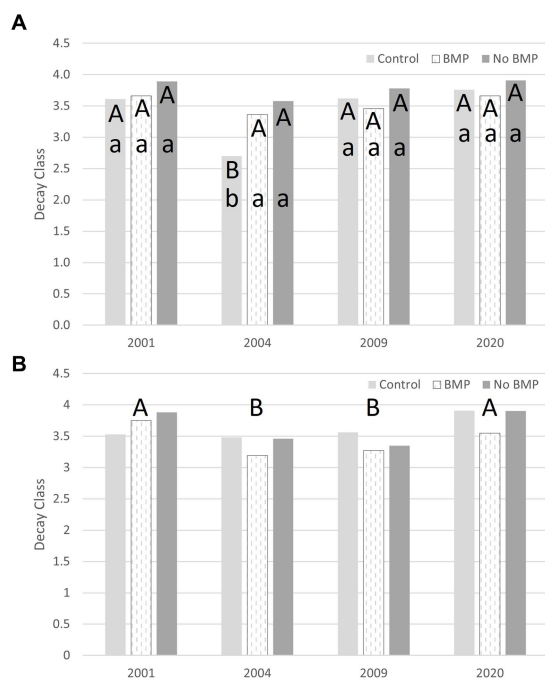 A
4.5
Control BMP No BMP
4.0
3.5
3.0
2.5
2.0
1.5
1.0
0.5
0.0
Decay Class
A A A
a a a
B A A
b a a
A A A
a a a
A A A
a a a
2001 2004 2009 2020
B
4.5
Control BMP No BMP
4
3.5
3
2.5
2
1.5
1
0.5
0
Decay Class
A B B A
2001 2004 2009 2020